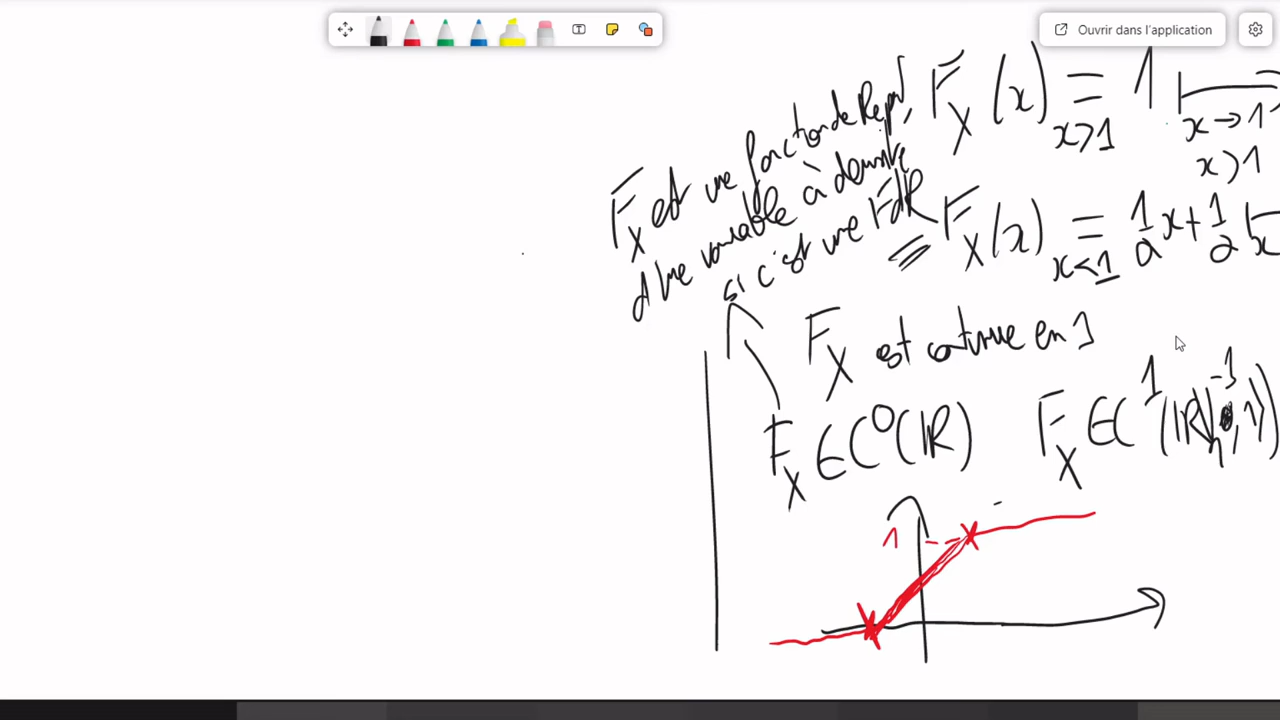 Ouvrir dans l'application
F_X(x) = 1
x>1
x→1
x>1
F_X est une fonction de Rep
d'une variable à densité
si c'est une FdR
F_X(x) = 1/2 x + 1/2
x<1
x
F_X est continue en 1
F_X ∈ C⁰(ℝ) F_X ∈ C¹(ℝ\{-1, 1})
1